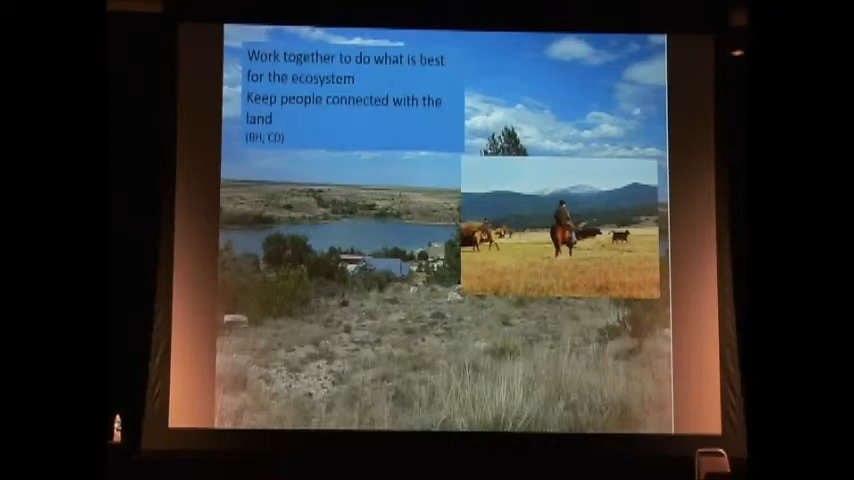 Work together to do what is best
for the ecosystem
Keep people connected with the
land
(BH; CD)